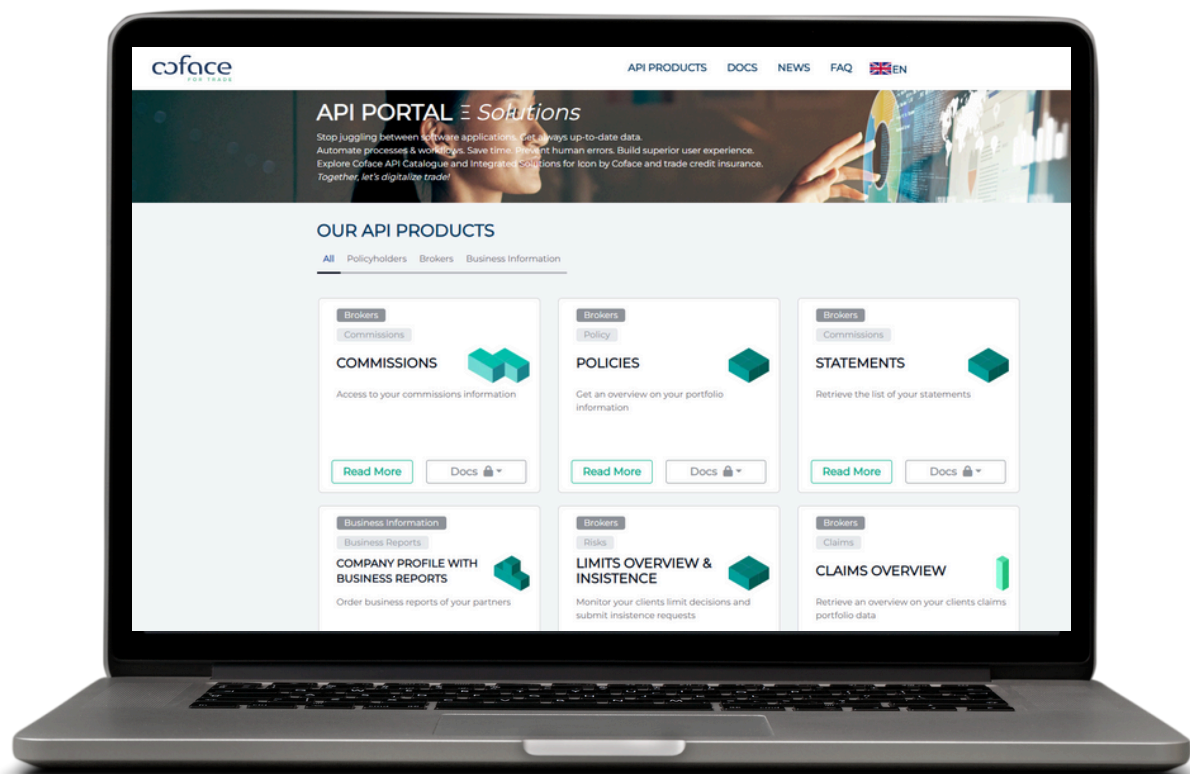 coface
FOR TRADE
API PRODUCTS DOCS NEWS FAQ EN
API PORTAL Ξ Solutions
Stop juggling between software applications. Get always up-to-date data.
Automate processes & workflows. Save time. Prevent human errors. Build superior user experience.
Explore Coface API Catalogue and Integrated Solutions for Icon by Coface and trade credit insurance.
Together, let's digitalize trade!
OUR API PRODUCTS
All Policyholders Brokers Business Information
Brokers
Commissions
COMMISSIONS
Access to your commissions information
Read More Docs
Brokers
Policy
POLICIES
Get an overview on your portfolio
information
Read More Docs
Brokers
Commissions
STATEMENTS
Retrieve the list of your statements
Read More Docs
Business Information
Business Reports
COMPANY PROFILE WITH
BUSINESS REPORTS
Order business reports of your partners
Brokers
Risks
LIMITS OVERVIEW &
INSISTENCE
Monitor your clients limit decisions and
submit insistence requests
Brokers
Claims
CLAIMS OVERVIEW
Retrieve an overview on your clients claims
portfolio data